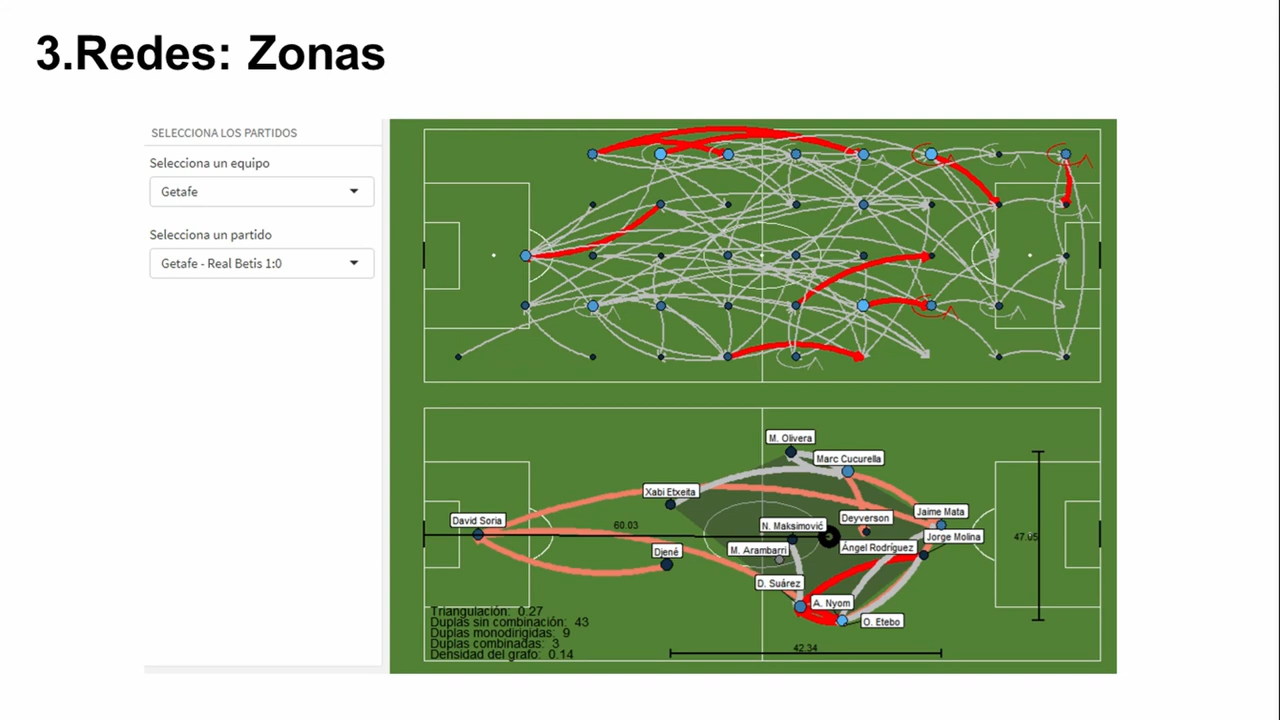 3.Redes: Zonas
SELECCIONA LOS PARTIDOS
Selecciona un equipo
Getafe
Selecciona un partido
Getafe - Real Betis 1:0
M. Olivera
Marc Cucurella
Xabi Etxeita
Jaime Mata
David Soria
Deyverson
60.03
N. Maksimović
Jorge Molina
47.95
Ángel Rodríguez
Djené
M. Arambarri
D. Suárez
A. Nyom
O. Etebo
Triangulación: 0.27
Duplas sin combinación: 43
Duplas monodirigidas: 9
Duplas combinadas: 3
Densidad del grafo: 0.14
42.34